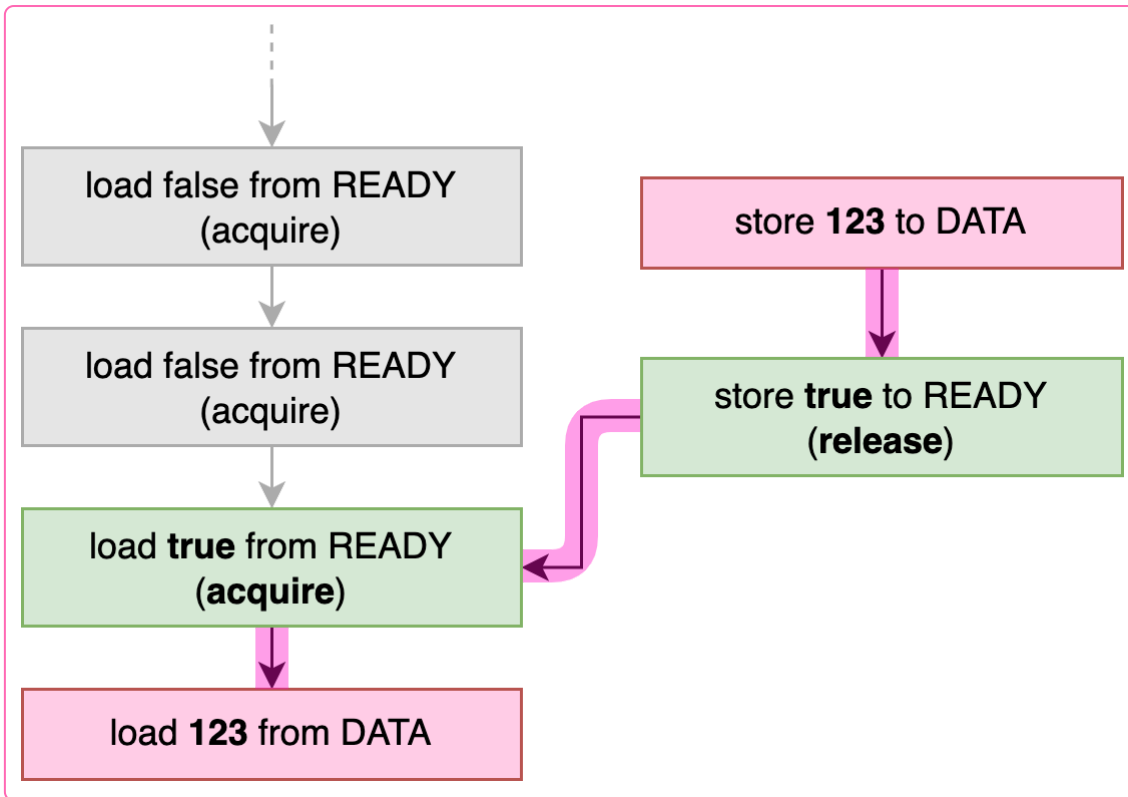 load false from READY
(acquire)
load false from READY
(acquire)
load true from READY
(acquire)
load 123 from DATA
store 123 to DATA
store true to READY
(release)